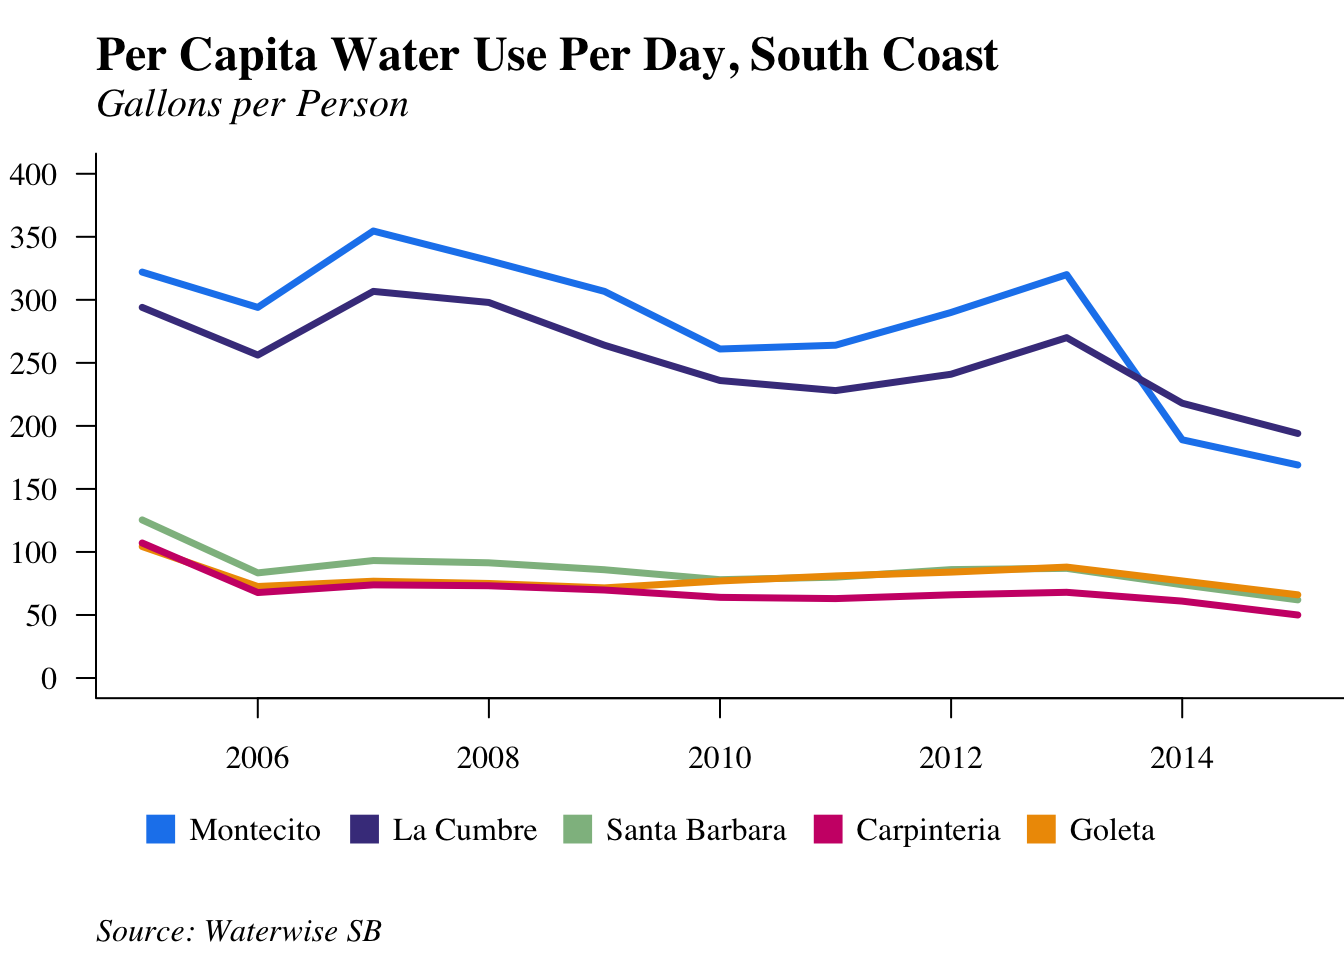 Per Capita Water Use Per Day, South Coast
Gallons per Person
400
350
300
250
200
150
100
50
0
2006 2008 2010 2012 2014
Montecito La Cumbre Santa Barbara Carpinteria Goleta
Source: Waterwise SB